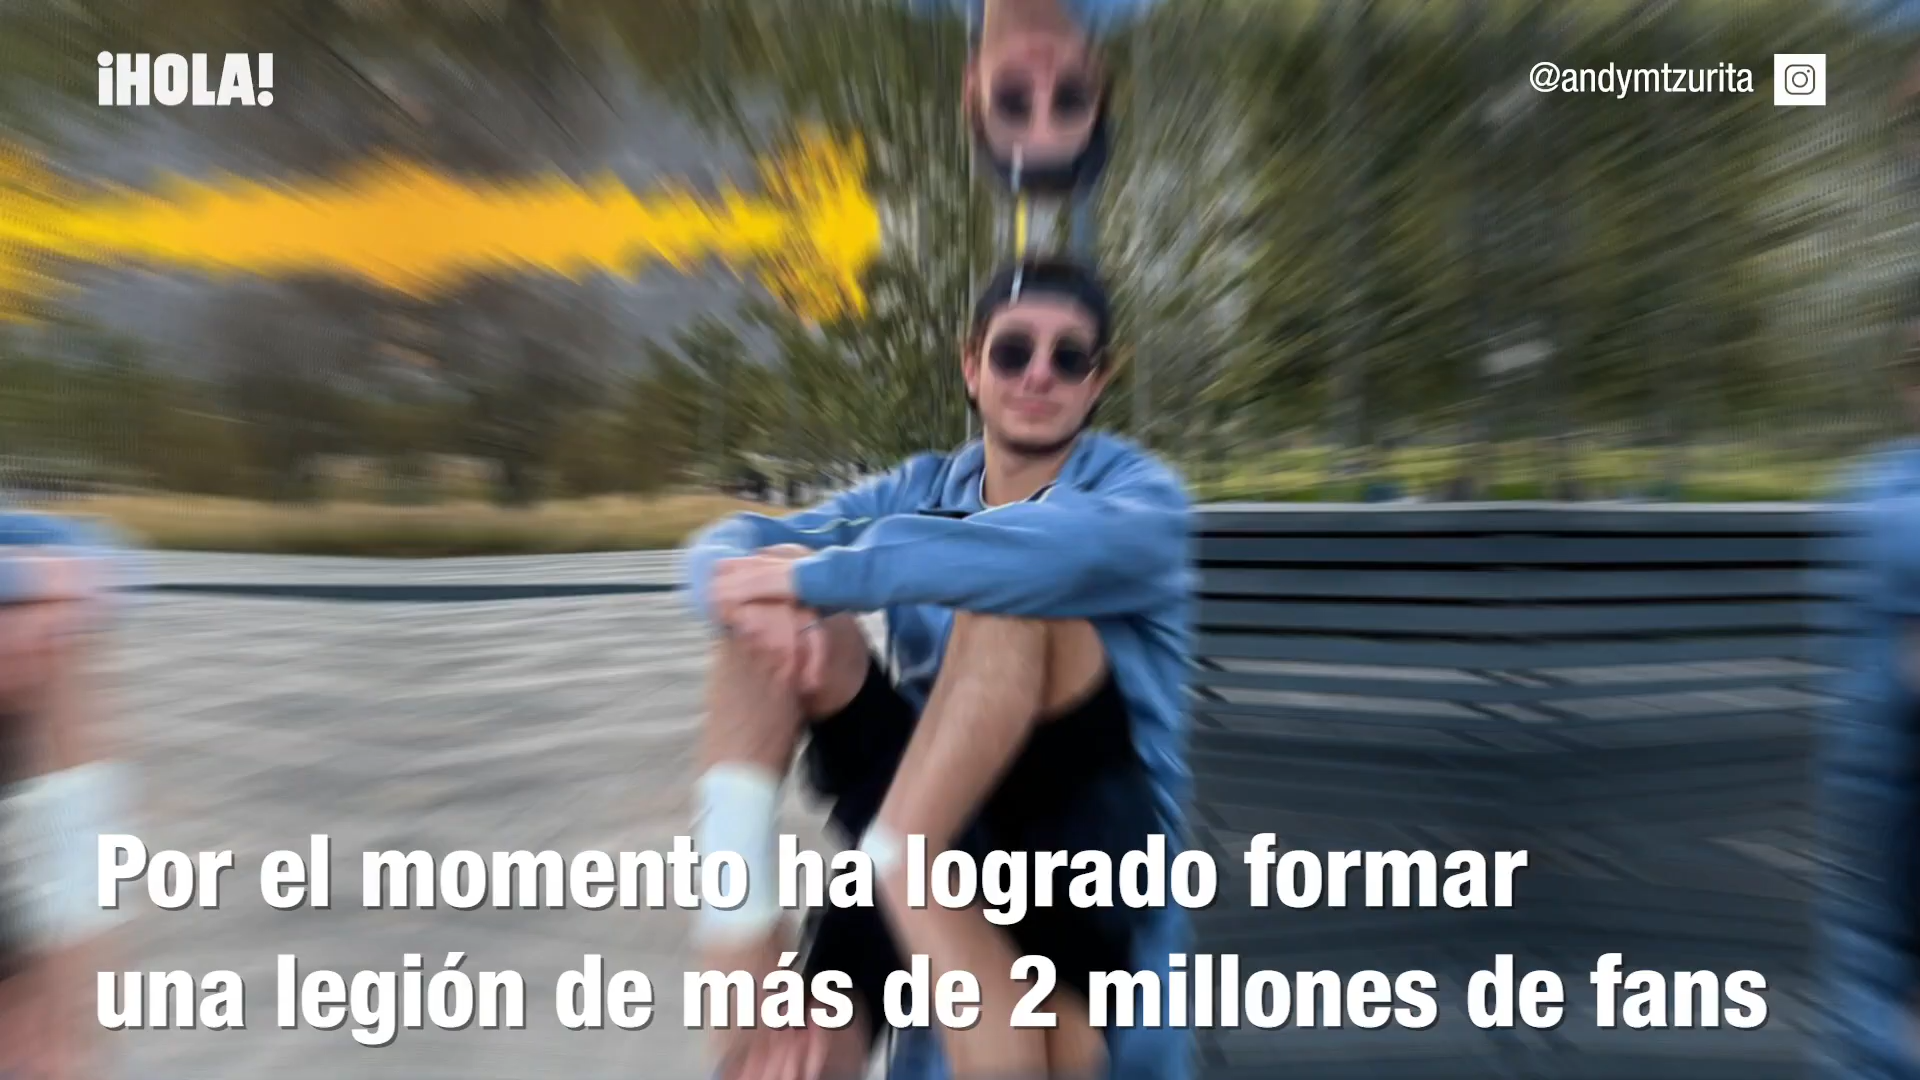 ¡HOLA!
@andymtzurita
Por el momento ha logrado formar
una legión de más de 2 millones de fans